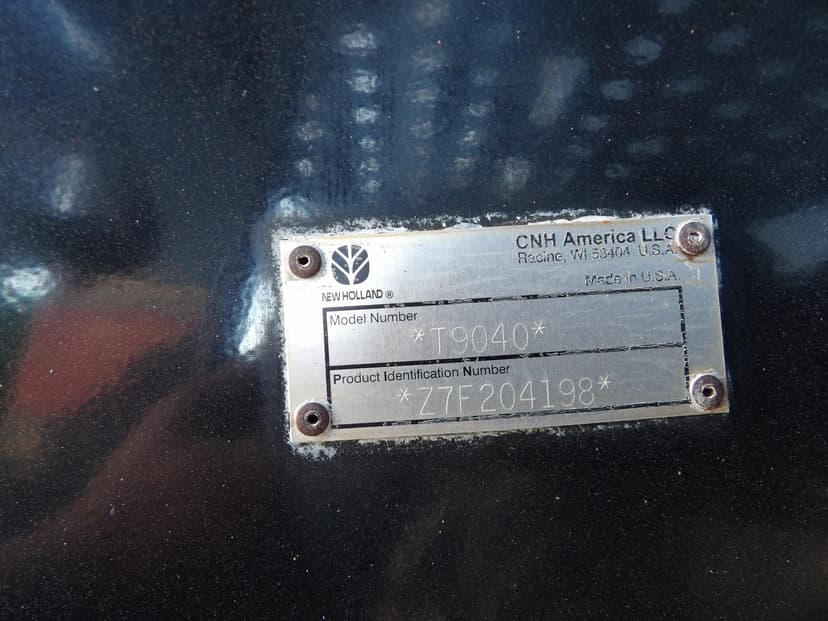 CNH America LLC
Racine, WI 53404 U.S.A.
Made in U.S.A.
NEW HOLLAND ®
Model Number
*T9040*
Product Identification Number
*Z7F204198*